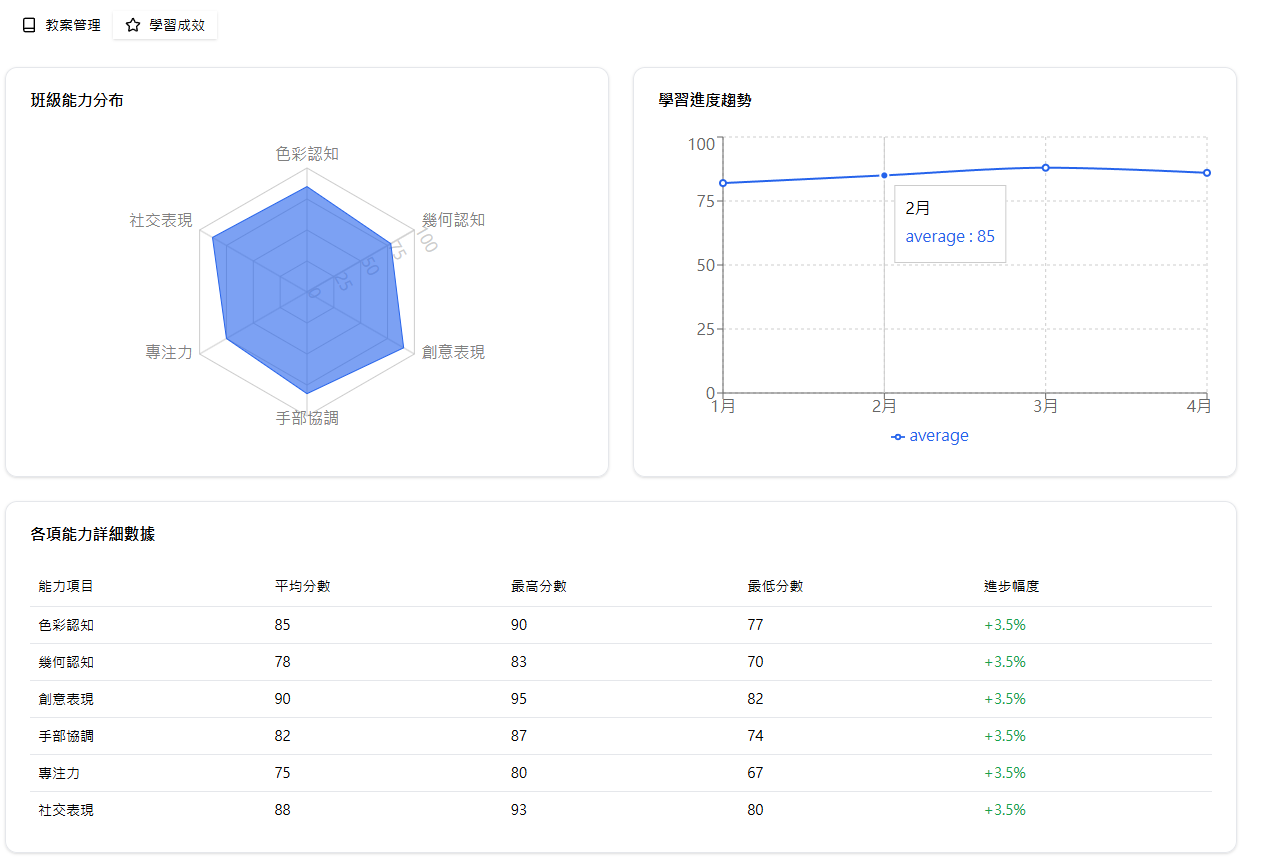 教案管理 學習成效
班級能力分布
色彩認知
幾何認知
創意表現
手部協調
專注力
社交表現
0
25
50
75
100
學習進度趨勢
100
75
50
25
0
1月 2月 3月 4月
2月
average : 85
average
各項能力詳細數據
能力項目 平均分數 最高分數 最低分數 進步幅度
色彩認知 85 90 77 +3.5%
幾何認知 78 83 70 +3.5%
創意表現 90 95 82 +3.5%
手部協調 82 87 74 +3.5%
專注力 75 80 67 +3.5%
社交表現 88 93 80 +3.5%